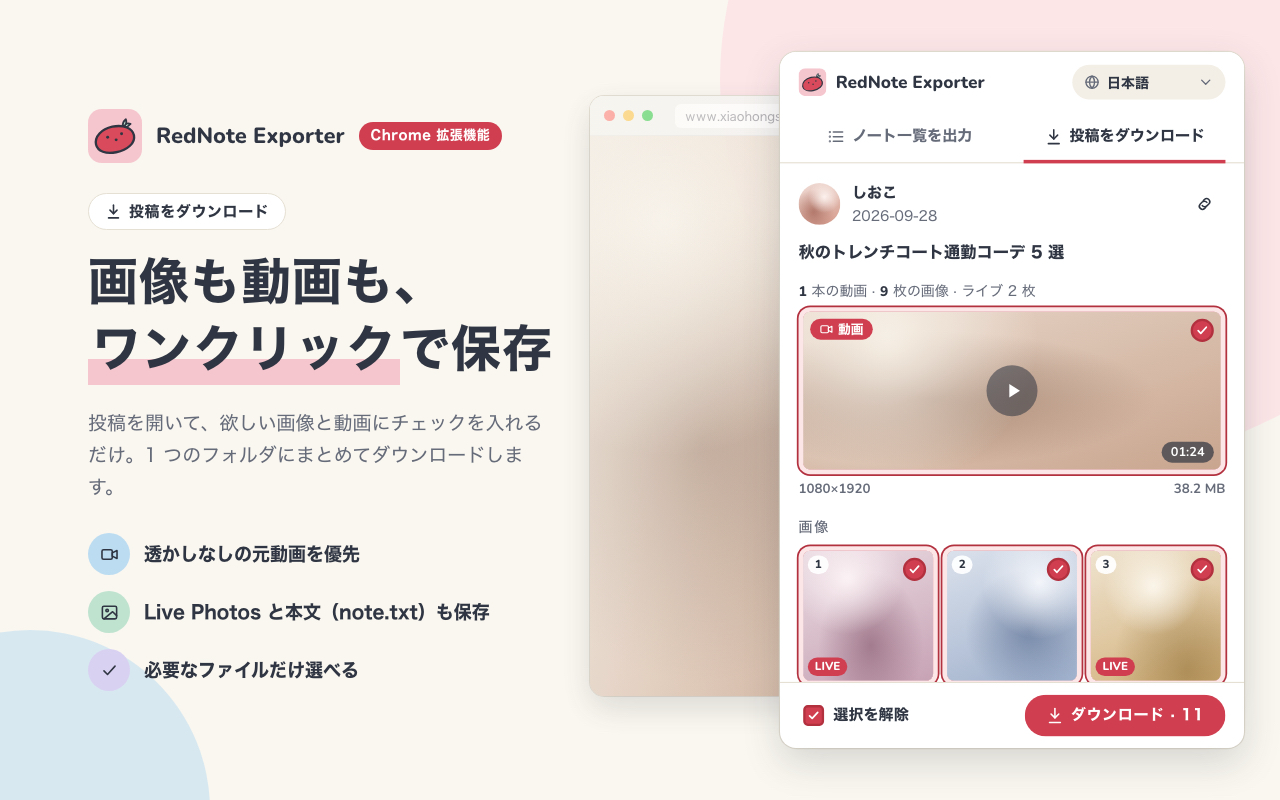 RedNote Exporter
Chrome 拡張機能
投稿をダウンロード
画像も動画も、
ワンクリックで保存
投稿を開いて、欲しい画像と動画にチェックを入れる
だけ。1 つのフォルダにまとめてダウンロードしま
す。
透かしなしの元動画を優先
Live Photos と本文（note.txt）も保存
必要なファイルだけ選べる
www.xiaohongs
RedNote Exporter
日本語
ノート一覧を出力
投稿をダウンロード
しおこ
2026-09-28
秋のトレンチコート通勤コーデ 5 選
1 本の動画 · 9 枚の画像 · ライブ 2 枚
動画
01:24
1080×1920
38.2 MB
画像
1
2
3
LIVE
LIVE
選択を解除
ダウンロード · 11